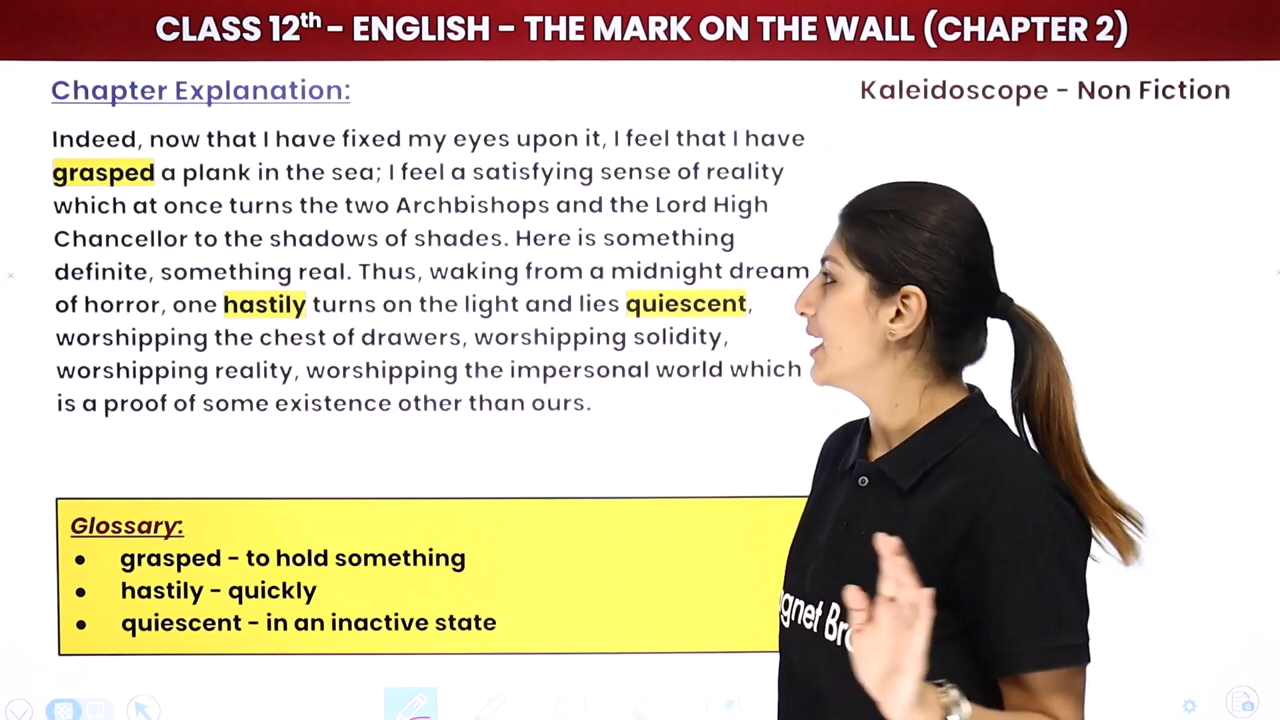 CLASS 12th - ENGLISH - THE MARK ON THE WALL (CHAPTER 2)
Chapter Explanation:
Kaleidoscope - Non Fiction
Indeed, now that I have fixed my eyes upon it, I feel that I have
grasped a plank in the sea; I feel a satisfying sense of reality
which at once turns the two Archbishops and the Lord High
Chancellor to the shadows of shades. Here is something
definite, something real. Thus, waking from a midnight dream
of horror, one hastily turns on the light and lies quiescent,
worshipping the chest of drawers, worshipping solidity,
worshipping reality, worshipping the impersonal world which
is a proof of some existence other than ours.
Glossary:
• grasped - to hold something
• hastily - quickly
• quiescent - in an inactive state